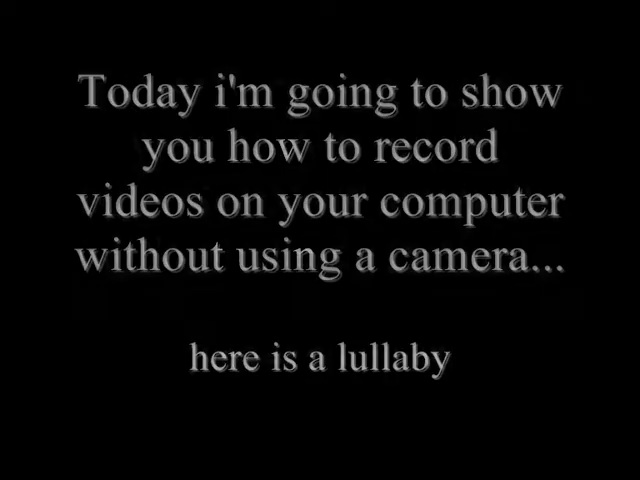 Today i'm going to show
you how to record
videos on your computer
without using a camera...
here is a lullaby